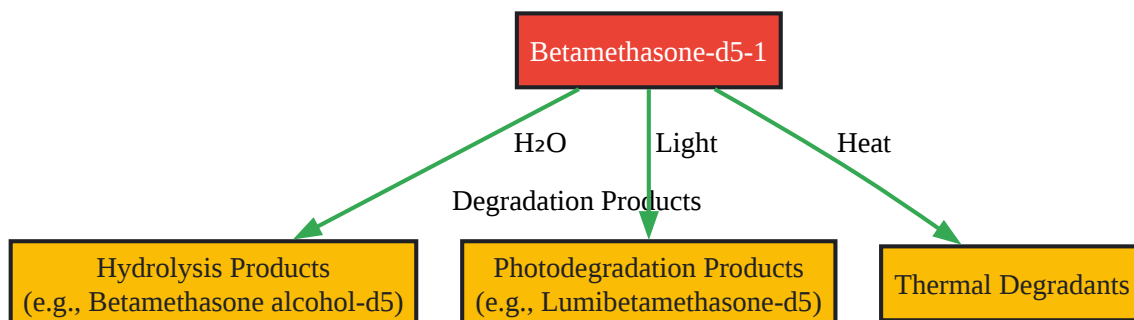 Betamethasone-d5-1
H₂O
Light
Heat
Degradation Products
Hydrolysis Products
(e.g., Betamethasone alcohol-d5)
Photodegradation Products
(e.g., Lumibetamethasone-d5)
Thermal Degradants